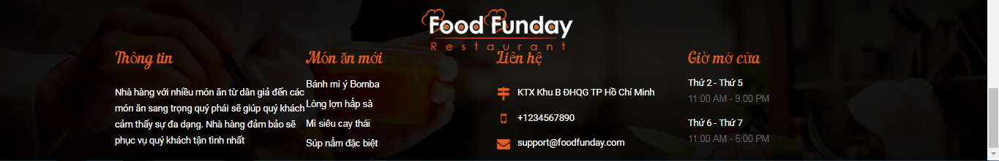 Food Funday
Restaurant
Thông tin
Nhà hàng với nhiều món ăn từ dân giả đến các
món ăn sang trọng quý phái sẽ giúp quý khách
cảm thấy sự đa dạng. Nhà hàng đảm bảo sẽ
phục vụ quý khách tận tình nhất
Món ăn mới
Bánh mì ý Bomba
Lòng lợn hấp sả
Mì siêu cay thái
Súp nấm đặc biệt
Liên hệ
KTX Khu B ĐHQG TP Hồ Chí Minh
+1234567890
support@foodfunday.com
Giờ mở cửa
Thứ 2 - Thứ 5
11:00 AM - 9:00 PM
Thứ 6 - Thứ 7
11:00 AM - 5:00 PM